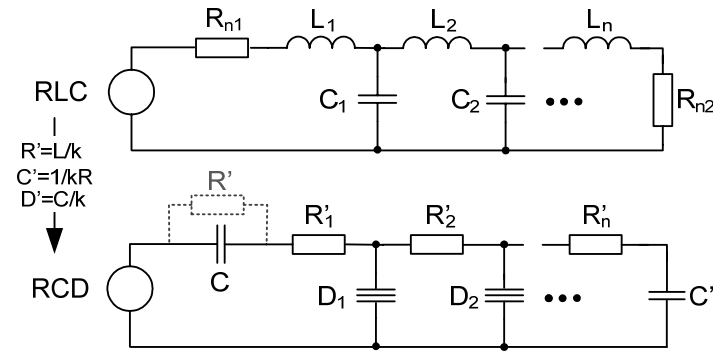 Rn1 L1 L2 Ln
RLC C1 C2 ••• Rn2
R'=L/k
C'=1/kR
D'=C/k
R'
R'1 R'2 R'n
C
RCD D1 D2 ••• C'